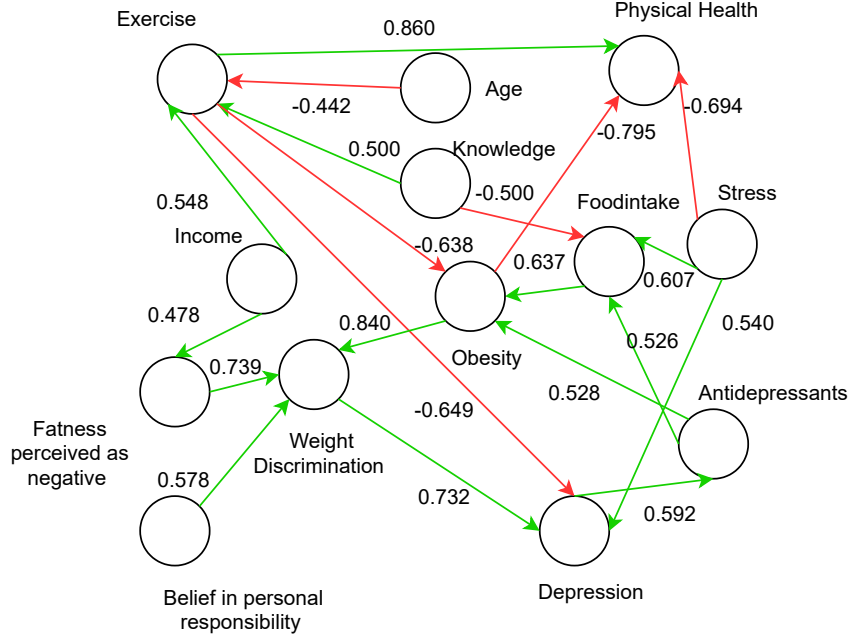 Physical Health
Exercise
0.860
Age
-0.442
-0.694
-0.795
Knowledge
0.500
-0.500
Stress
Foodintake
0.548
Income
-0.638
0.637
0.607
0.478
0.840
0.526
0.540
Obesity
0.739
0.528
Antidepressants
-0.649
Fatness
perceived as
negative
Weight
Discrimination
0.578
0.732
0.592
Depression
Belief in personal
responsibility